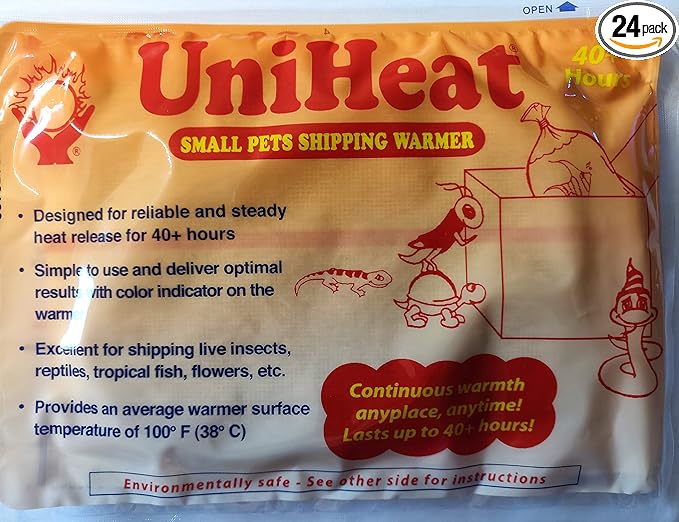 OPEN
24 pack
UniHeat®
40+
Hours
SMALL PETS SHIPPING WARMER
®
• Designed for reliable and steady
heat release for 40+ hours
• Simple to use and deliver optimal
results with color indicator on the
warm
• Excellent for shipping live insects,
reptiles, tropical fish, flowers, etc.
• Provides an average warmer surface
temperature of 100° F (38° C)
Continuous warmth
anyplace, anytime!
Lasts up to 40+ hours!
Environmentally safe - See other side for instructions